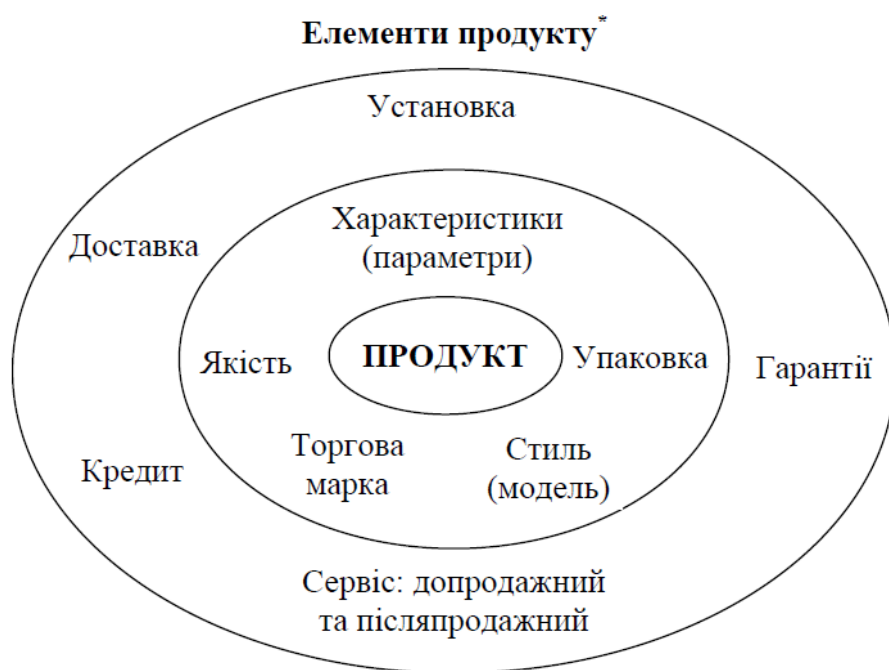 Елементи продукту*
Установка
Характеристики
(параметри)
Доставка
Якість
ПРОДУКТ
Упаковка
Гарантії
Торгова
марка
Стиль
(модель)
Кредит
Сервіс: допродажний
та післяпродажний